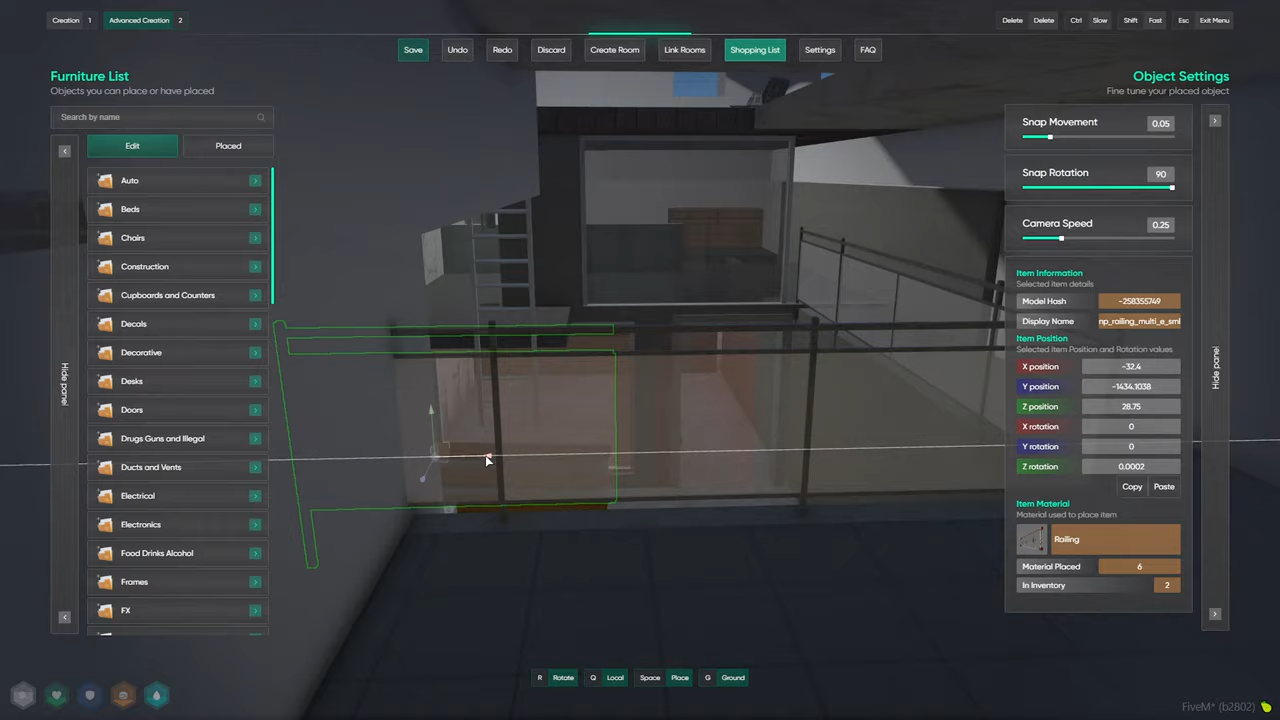 Creation 1 Advanced Creation 2
Delete Delete Ctrl Slow Shift Fast Esc Exit Menu
Save Undo Redo Discard Create Room Link Rooms Shopping List Settings FAQ
Furniture List
Objects you can place or have placed
Search by name
Edit Placed
Auto
Beds
Chairs
Construction
Cupboards and Counters
Decals
Decorative
Desks
Doors
Drugs Guns and Illegal
Ducts and Vents
Electrical
Electronics
Food Drinks Alcohol
Frames
FX
Hide panel
Object Settings
Fine tune your placed object
Snap Movement 0.05
Snap Rotation 90
Camera Speed 0.25
Item Information
Selected item details
Model Hash -258355749
Display Name np_railing_multi_e_sml
Item Position
Selected item Position and Rotation values
X position -32.4
Y position -1434.1038
Z position 28.75
X rotation 0
Y rotation 0
Z rotation 0.0002
Copy Paste
Item Material
Material used to place item
Railing
Material Placed 6
In Inventory 2
Hide panel
R Rotate Q Local Space Place G Ground
FiveM* (b2802)